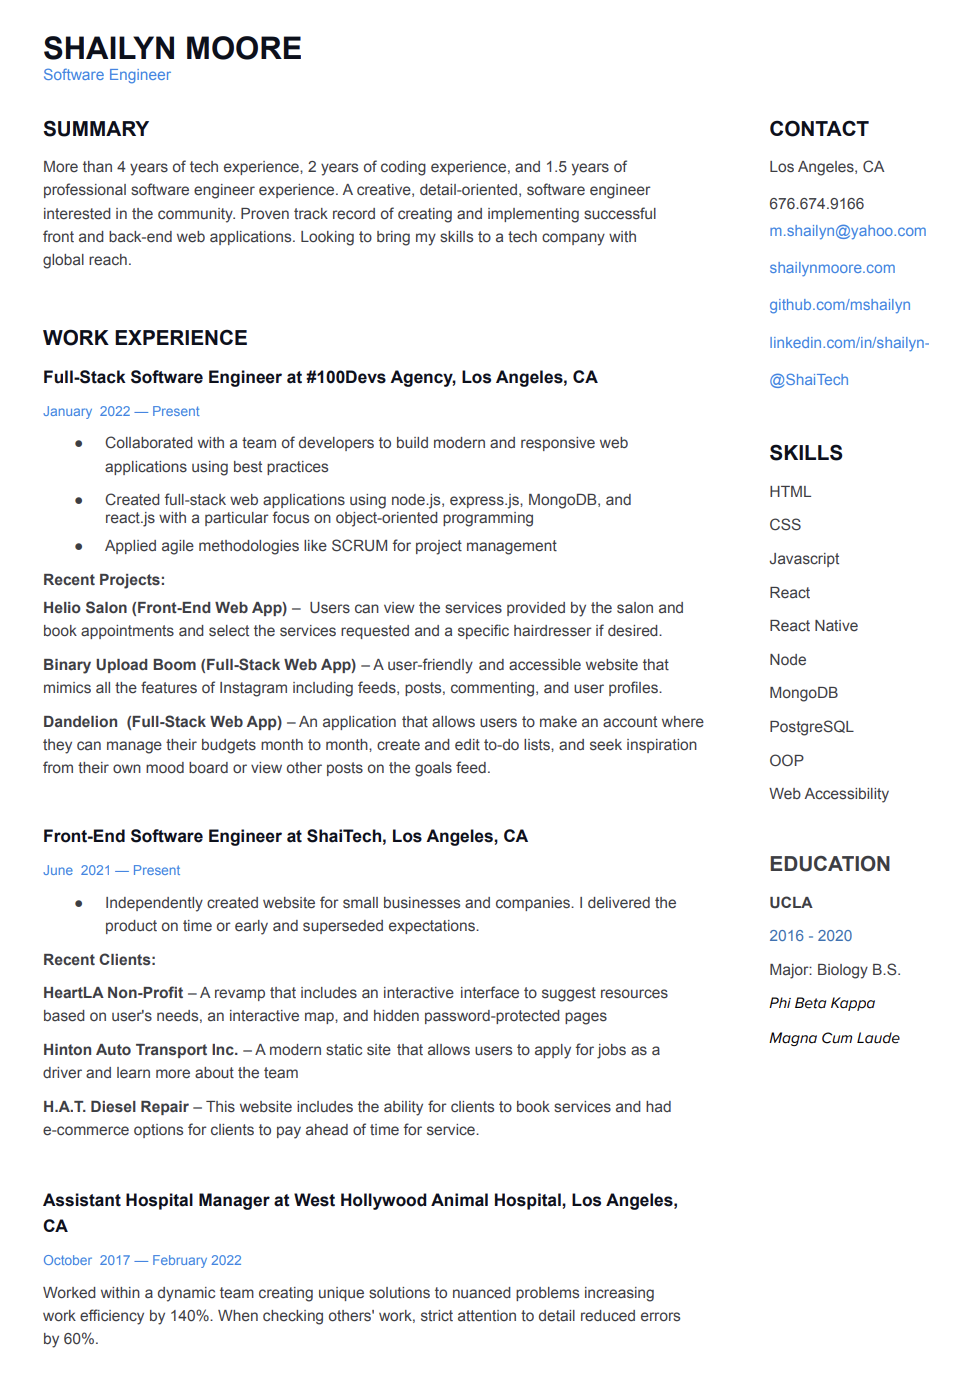 SHAILYN MOORE
Software Engineer
SUMMARY
More than 4 years of tech experience, 2 years of coding experience, and 1.5 years of
professional software engineer experience. A creative, detail-oriented, software engineer
interested in the community. Proven track record of creating and implementing successful
front and back-end web applications. Looking to bring my skills to a tech company with
global reach.
WORK EXPERIENCE
Full-Stack Software Engineer at #100Devs Agency, Los Angeles, CA
January 2022 — Present
● Collaborated with a team of developers to build modern and responsive web
applications using best practices
● Created full-stack web applications using node.js, express.js, MongoDB, and
react.js with a particular focus on object-oriented programming
● Applied agile methodologies like SCRUM for project management
Recent Projects:
Helio Salon (Front-End Web App) – Users can view the services provided by the salon and
book appointments and select the services requested and a specific hairdresser if desired.
Binary Upload Boom (Full-Stack Web App) – A user-friendly and accessible website that
mimics all the features of Instagram including feeds, posts, commenting, and user profiles.
Dandelion (Full-Stack Web App) – An application that allows users to make an account where
they can manage their budgets month to month, create and edit to-do lists, and seek inspiration
from their own mood board or view other posts on the goals feed.
Front-End Software Engineer at ShaiTech, Los Angeles, CA
June 2021 — Present
● Independently created website for small businesses and companies. I delivered the
product on time or early and superseded expectations.
Recent Clients:
HeartLA Non-Profit – A revamp that includes an interactive interface to suggest resources
based on user's needs, an interactive map, and hidden password-protected pages
Hinton Auto Transport Inc. – A modern static site that allows users to apply for jobs as a
driver and learn more about the team
H.A.T. Diesel Repair – This website includes the ability for clients to book services and had
e-commerce options for clients to pay ahead of time for service.
Assistant Hospital Manager at West Hollywood Animal Hospital, Los Angeles,
CA
October 2017 — February 2022
Worked within a dynamic team creating unique solutions to nuanced problems increasing
work efficiency by 140%. When checking others' work, strict attention to detail reduced errors
by 60%.
CONTACT
Los Angeles, CA
676.674.9166
m.shailyn@yahoo.com
shailynmoore.com
github.com/mshailyn
linkedin.com/in/shailyn-
@ShaiTech
SKILLS
HTML
CSS
Javascript
React
React Native
Node
MongoDB
PostgreSQL
OOP
Web Accessibility
EDUCATION
UCLA
2016 - 2020
Major: Biology B.S.
Phi Beta Kappa
Magna Cum Laude